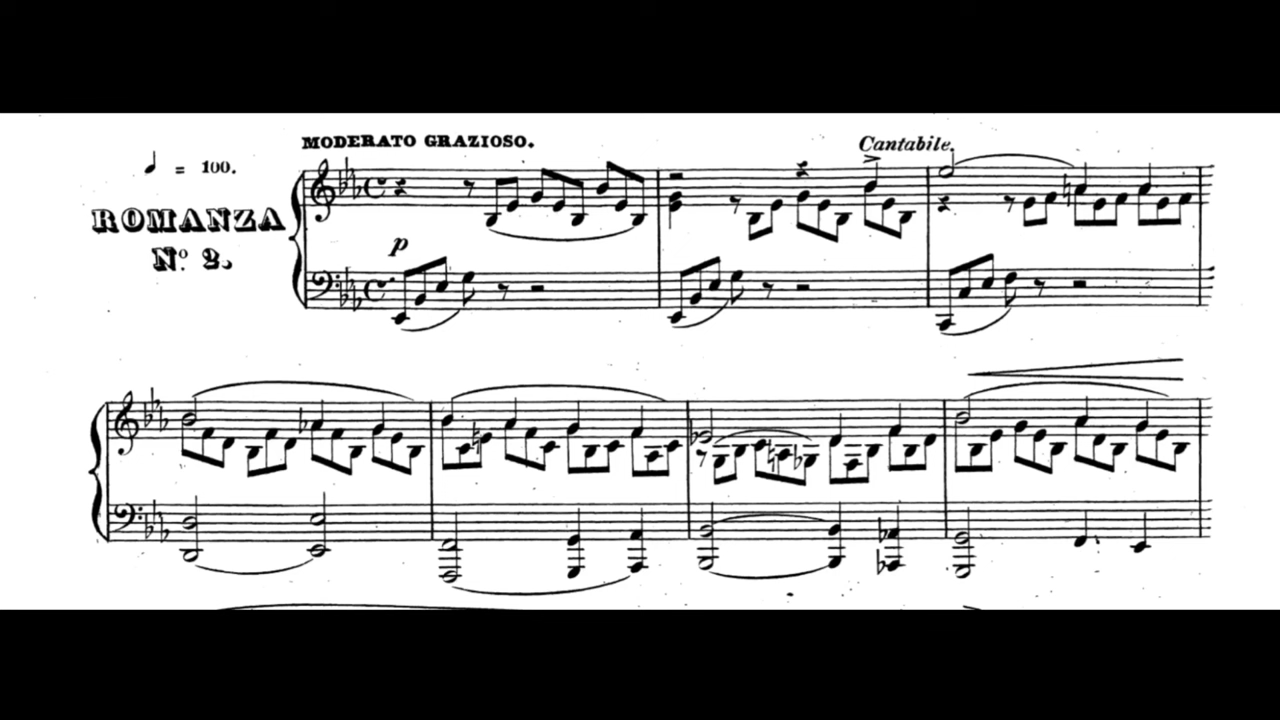 MODERATO GRAZIOSO.
♩ = 100.
Cantabile.
ROMANZA
Nº 2.
p